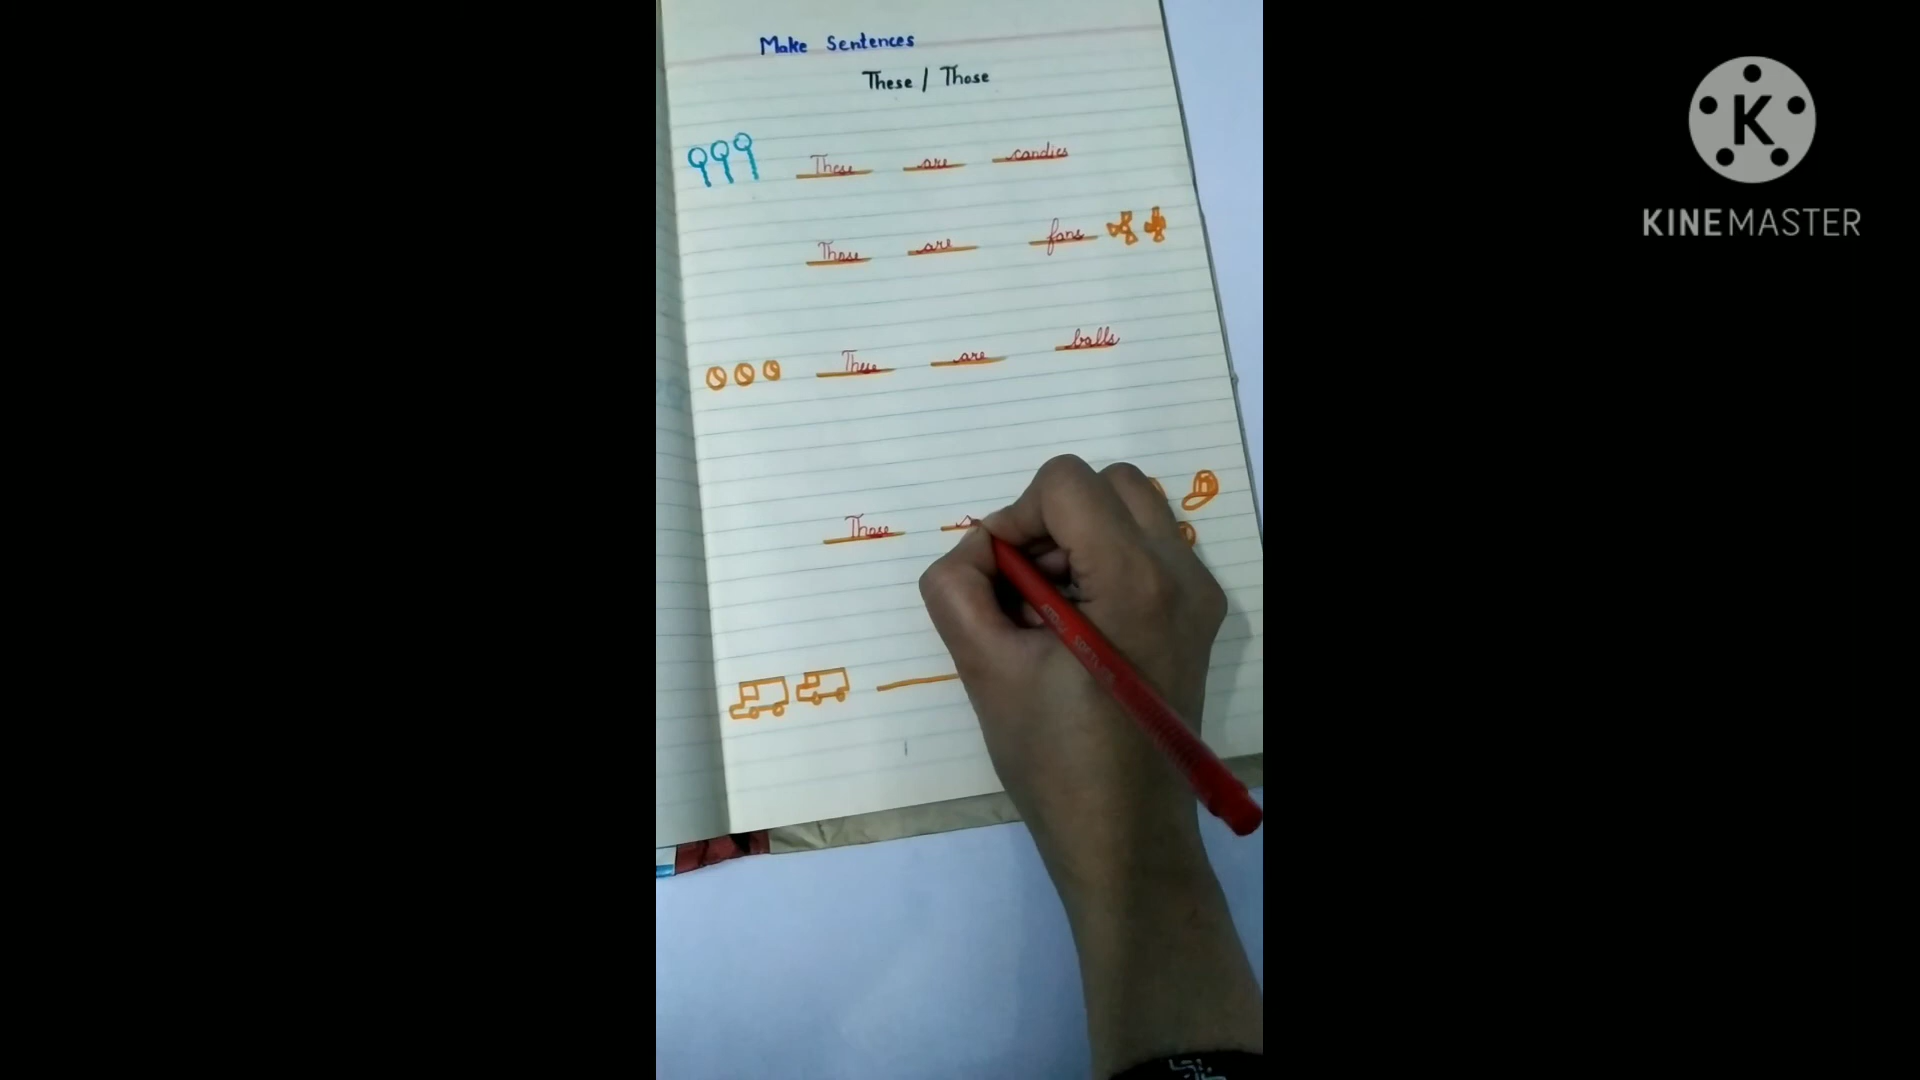 Make Sentences
These / Those
These are candies
Those are fans
These are balls
Those
K
KINEMASTER